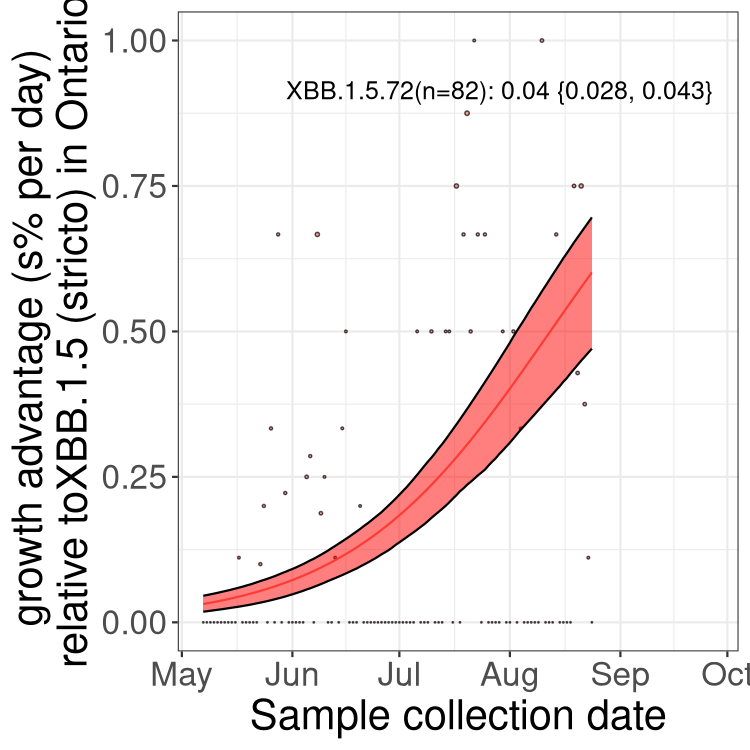 growth advantage (s% per day)
relative toXBB.1.5 (stricto) in Ontario
1.00
0.75
0.50
0.25
0.00
XBB.1.5.72(n=82): 0.04 {0.028, 0.043}
May Jun Jul Aug Sep Oct
Sample collection date